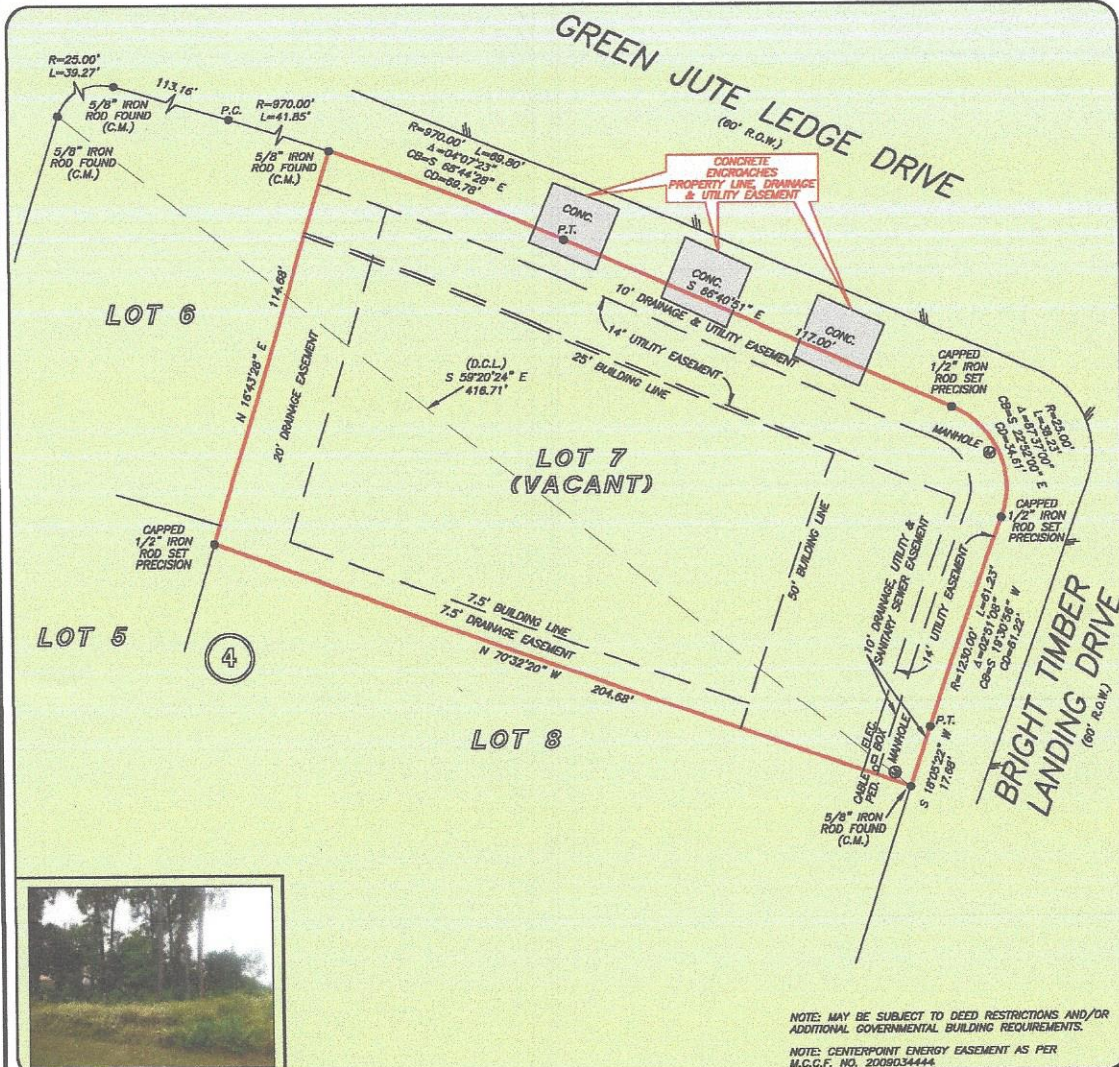 GREEN JUTE LEDGE DRIVE
(60' R.O.W.)
R=25.00'
L=39.27'
113.16'
5/8" IRON
ROD FOUND
(C.M.)
P.C.
R=970.00'
L=41.85'
5/8" IRON
ROD FOUND
(C.M.)
5/8" IRON
ROD FOUND
(C.M.)
R=970.00' L=69.80'
Δ=04°07'23"
CB=S 68°44'28" E
CD=69.78'
CONCRETE
ENCROACHES
PROPERTY LINE, DRAINAGE
& UTILITY EASEMENT
CONC.
P.T.
CONC.
S 66°40'51" E
117.00'
CONC.
10' DRAINAGE & UTILITY EASEMENT
14' UTILITY EASEMENT
25' BUILDING LINE
LOT 6
114.68'
N 16°43'28" E
20' DRAINAGE EASEMENT
(D.C.L.)
S 59°20'24" E
416.71'
CAPPED
1/2" IRON
ROD SET
PRECISION
R=25.00'
L=38.23'
Δ=87°37'00"
CB=S 22°52'00" E
CD=34.61'
MANHOLE
LOT 7
(VACANT)
CAPPED
1/2" IRON
ROD SET
PRECISION
CAPPED
1/2" IRON
ROD SET
PRECISION
50' BUILDING LINE
10' DRAINAGE, UTILITY &
SANITARY SEWER EASEMENT
14' UTILITY EASEMENT
R=1230.00' L=61.23'
Δ=02°51'08"
CB=S 19°30'56" W
CD=61.22'
BRIGHT TIMBER
LANDING DRIVE
(60' R.O.W.)
7.5' BUILDING LINE
7.5' DRAINAGE EASEMENT
N 70°32'20" W
204.68'
LOT 5
4
LOT 8
P.T.
ELEC.
BOX
MANHOLE
CABLE
PED.
S 18°05'22" W
17.68'
5/8" IRON
ROD FOUND
(C.M.)
NOTE: MAY BE SUBJECT TO DEED RESTRICTIONS AND/OR
ADDITIONAL GOVERNMENTAL BUILDING REQUIREMENTS.
NOTE: CENTERPOINT ENERGY EASEMENT AS PER
M.C.C.F. NO. 2009034444